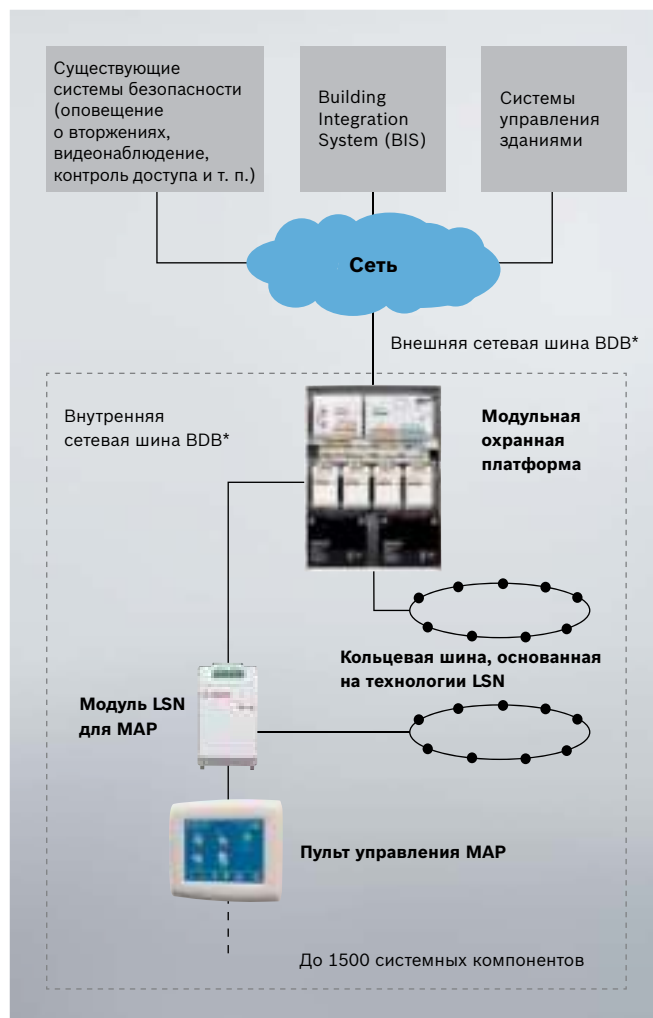 Существующие
системы безопасности
(оповещение
о вторжениях,
видеонаблюдение,
контроль доступа и т. п.)
Building
Integration
System (BIS)
Системы
управления
зданиями
Сеть
Внешняя сетевая шина BDB*
Внутренняя
сетевая шина BDB*
Модульная
охранная
платформа
Кольцевая шина, основанная
на технологии LSN
Модуль LSN
для MAP
Пульт управления MAP
До 1500 системных компонентов